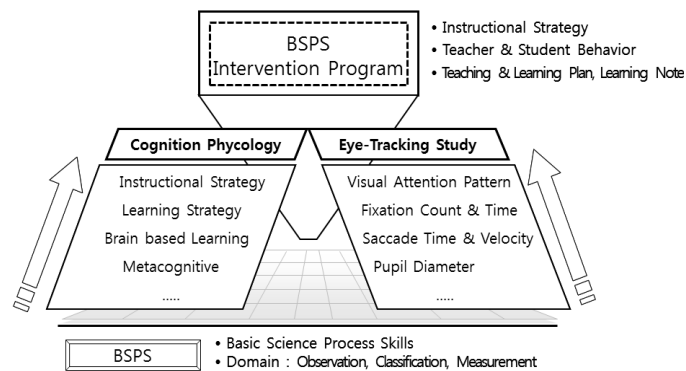 BSPS
Intervention Program
• Instructional Strategy
• Teacher & Student Behavior
• Teaching & Learning Plan, Learning Note
Cognition Phycology
Instructional Strategy
Learning Strategy
Brain based Learning
Metacognitive
.....
Eye-Tracking Study
Visual Attention Pattern
Fixation Count & Time
Saccade Time & Velocity
Pupil Diameter
.....
BSPS
• Basic Science Process Skills
• Domain : Observation, Classification, Measurement